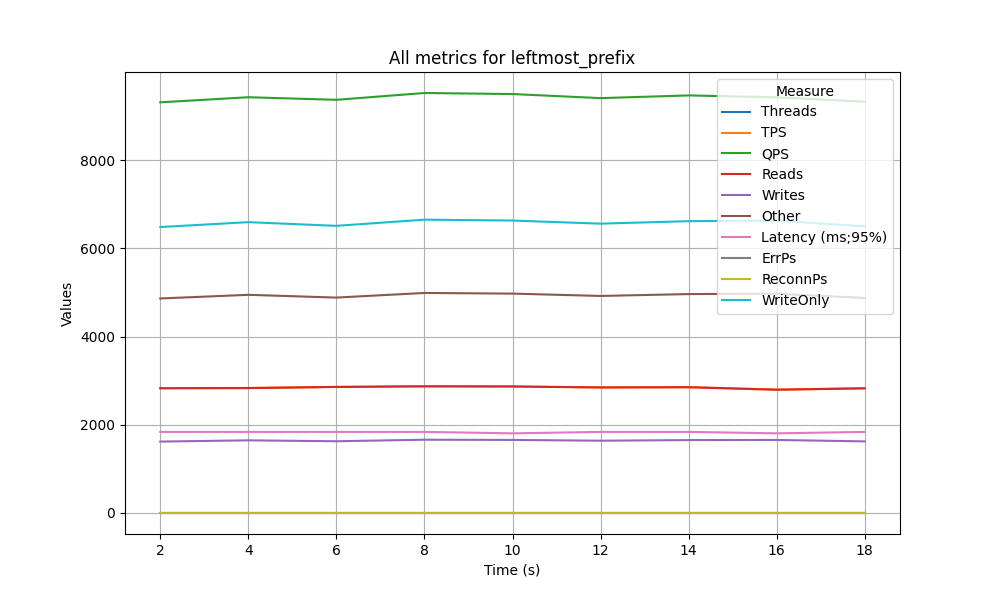 All metrics for leftmost_prefix
Measure
Threads
TPS
QPS
Reads
Writes
Other
Latency (ms;95%)
ErrPs
ReconnPs
WriteOnly
Values
8000
6000
4000
2000
0
2 4 6 8 10 12 14 16 18
Time (s)